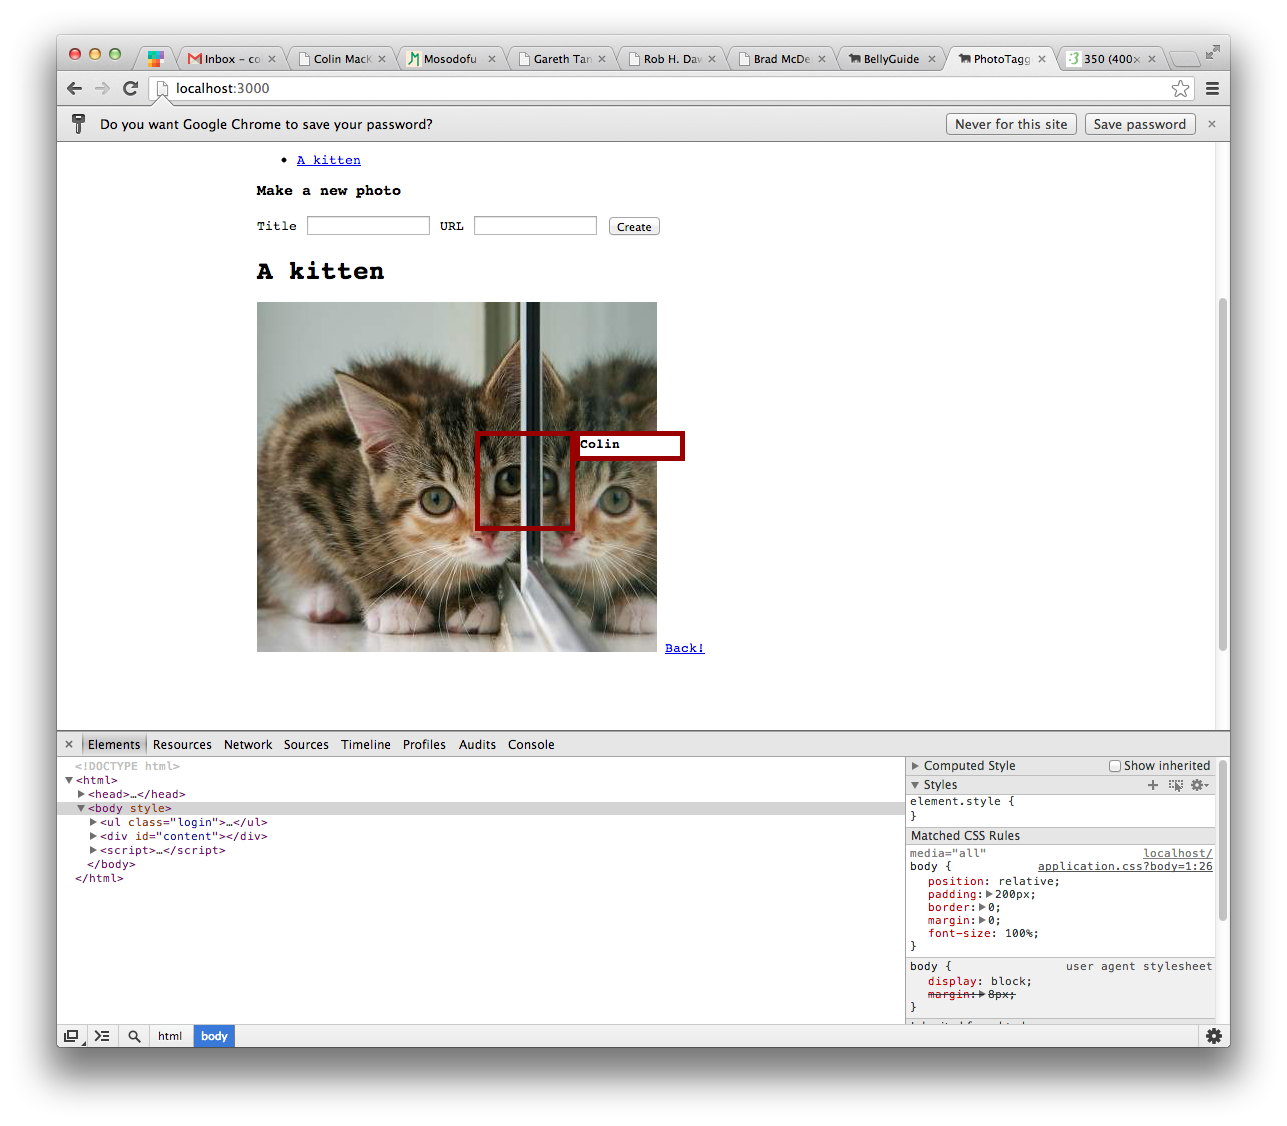 Inbox – co
Colin MacK
Mosodofu
Gareth Tan
Rob H. Dav
Brad McDe
BellyGuide
PhotoTagg
350 (400×
localhost:3000
Do you want Google Chrome to save your password?
Never for this site
Save password
A kitten
Make a new photo
Title
URL
Create
A kitten
Colin
Back!
Elements Resources Network Sources Timeline Profiles Audits Console
<!DOCTYPE html>
<html>
<head>…</head>
<body style>
<ul class="login">…</ul>
<div id="content"></div>
<script>…</script>
</body>
</html>
Computed Style
Show inherited
Styles
element.style {
}
Matched CSS Rules
media="all" localhost/
body { application.css?body=1:26
position: relative;
padding: 200px;
border: 0;
margin: 0;
font-size: 100%;
}
body { user agent stylesheet
display: block;
margin: 8px;
}
html
body